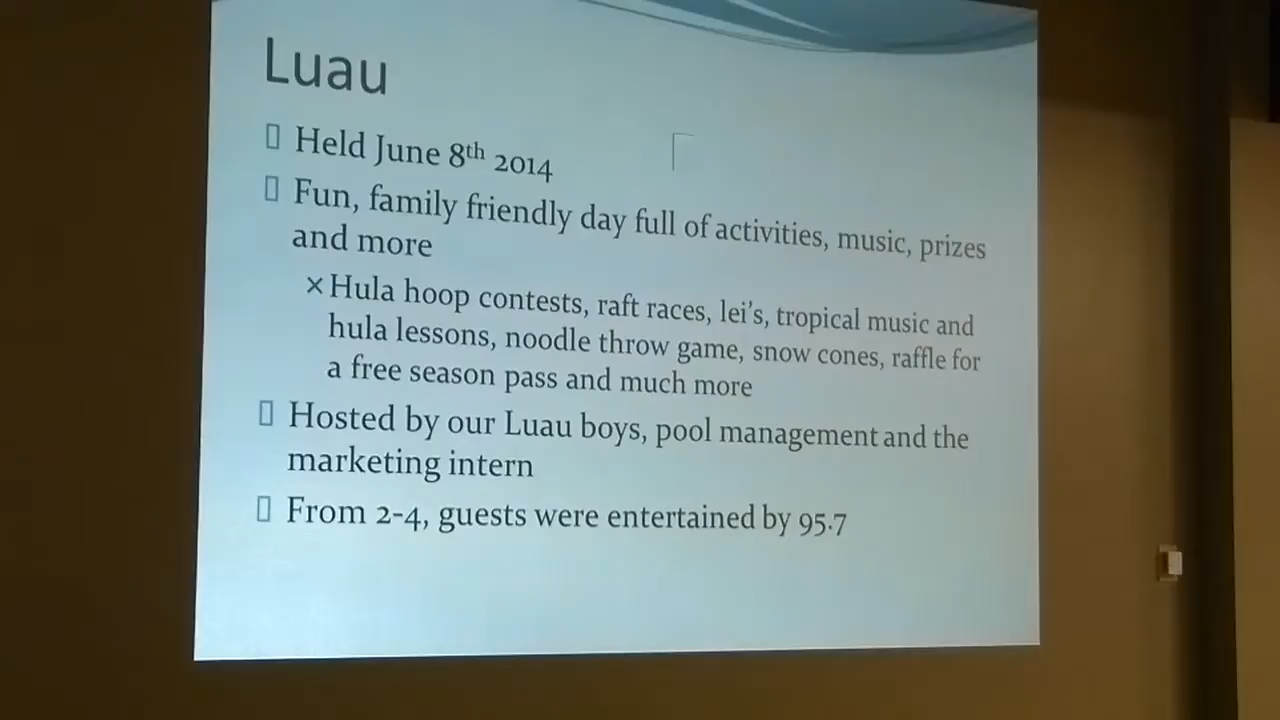 Luau
Held June 8th 2014
Fun, family friendly day full of activities, music, prizes
and more
×Hula hoop contests, raft races, lei's, tropical music and
hula lessons, noodle throw game, snow cones, raffle for
a free season pass and much more
Hosted by our Luau boys, pool management and the
marketing intern
From 2-4, guests were entertained by 95.7